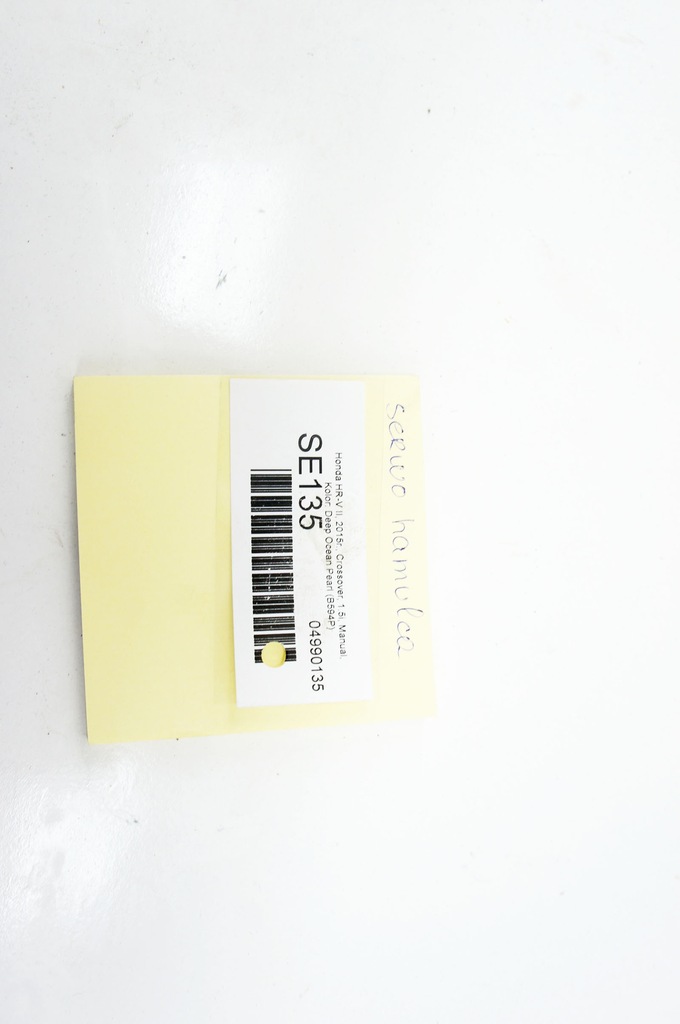 serwo hamulca
Honda HR-V II, 2015r., Crossover, 1.5i, Manual,
Kolor: Deep Ocean Pearl (B594P)
SE135
04990135